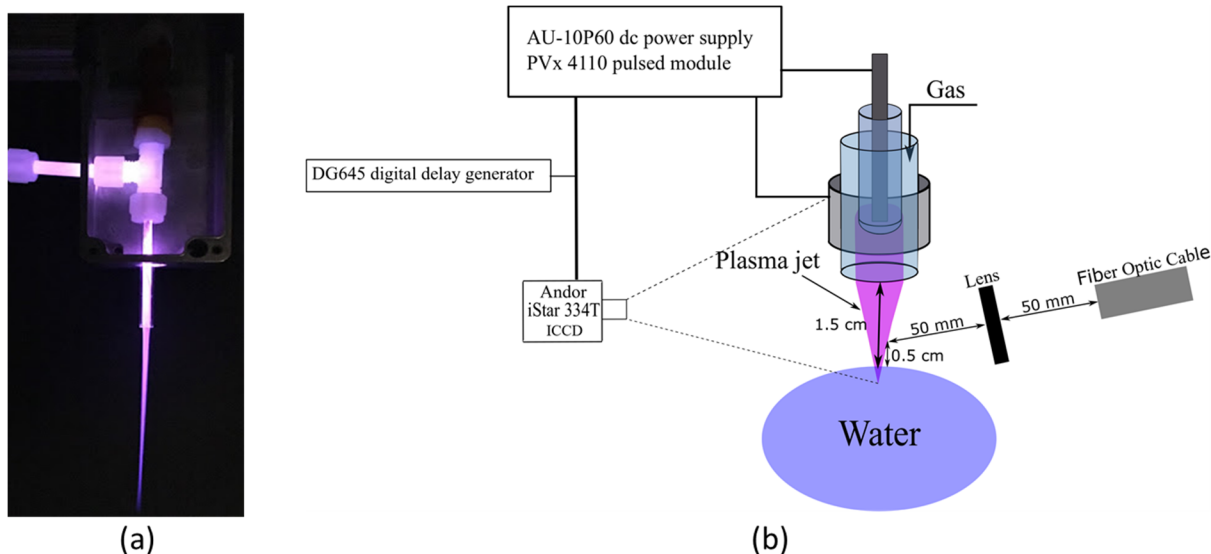 AU-10P60 dc power supply
PVx 4110 pulsed module
Gas
DG645 digital delay generator
Plasma jet
Andor
iStar 334T
ICCD
1.5 cm
50 mm
0.5 cm
Lens
50 mm
Fiber Optic Cable
Water
(a)
(b)